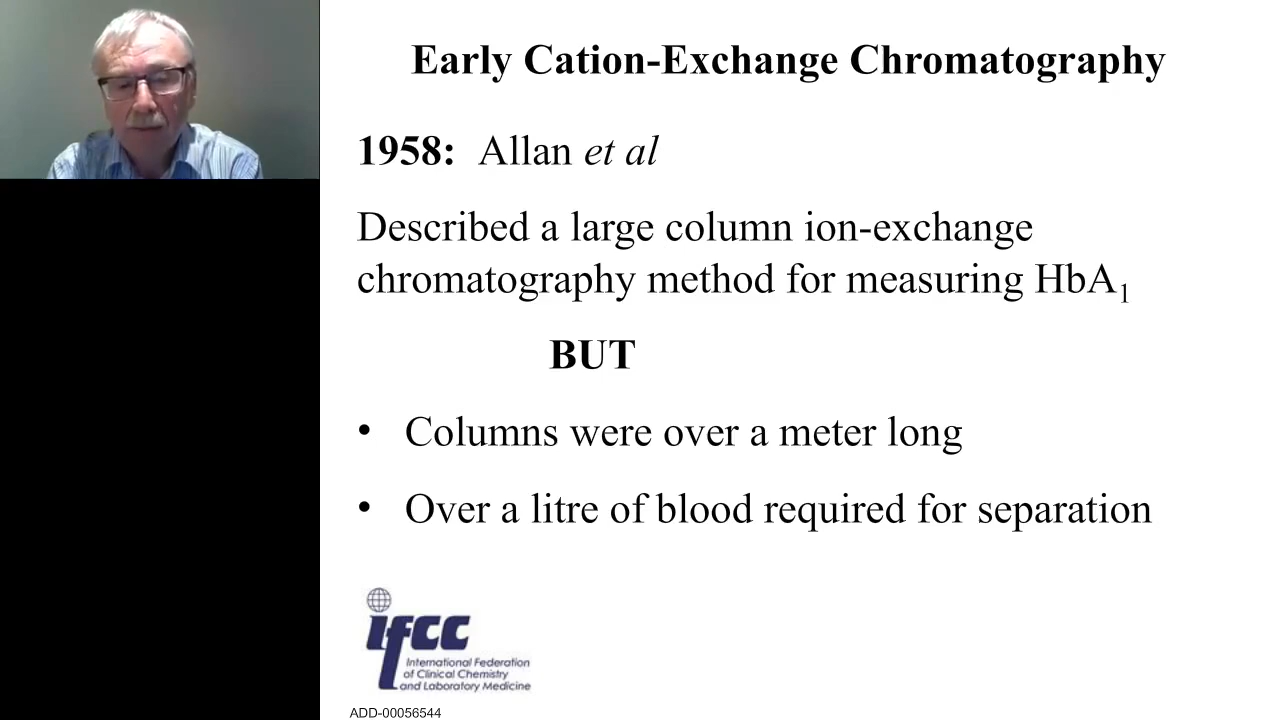 Early Cation-Exchange Chromatography
1958: Allan et al
Described a large column ion-exchange
chromatography method for measuring HbA₁
BUT
• Columns were over a meter long
• Over a litre of blood required for separation
ifcc
International Federation
of Clinical Chemistry
and Laboratory Medicine
ADD-00056544